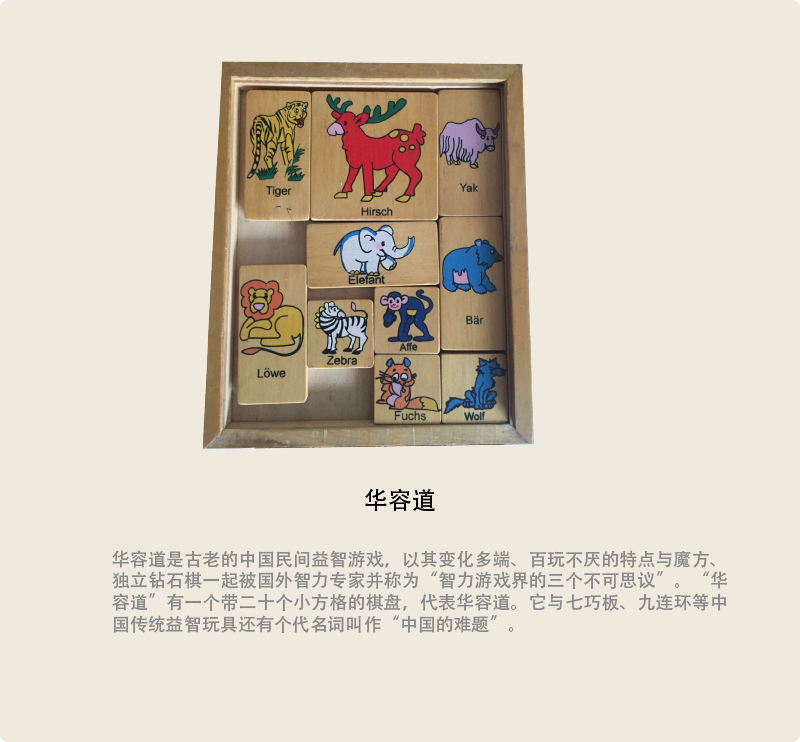 Tiger
Hirsch
Yak
Elefant
Bär
Löwe
Zebra
Affe
Fuchs
Wolf
华容道
华容道是古老的中国民间益智游戏，以其变化多端、百玩不厌的特点与魔方、
独立钻石棋一起被国外智力专家并称为“智力游戏界的三个不可思议”。“华
容道”有一个带二十个小方格的棋盘，代表华容道。它与七巧板、九连环等中
国传统益智玩具还有个代名词叫作“中国的难题”。